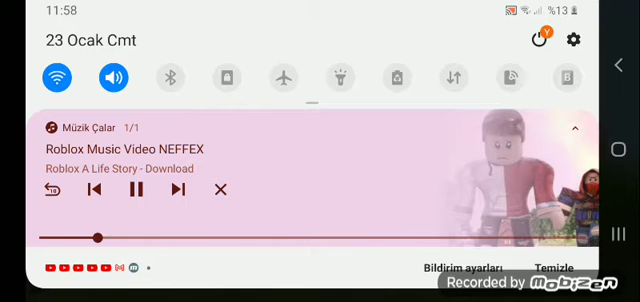 11:58
%13
23 Ocak Cmt
Y
Müzik Çalar 1/1
Roblox Music Video NEFFEX
Roblox A Life Story - Download
10
Bildirim ayarları
Temizle
Recorded by
mobizen